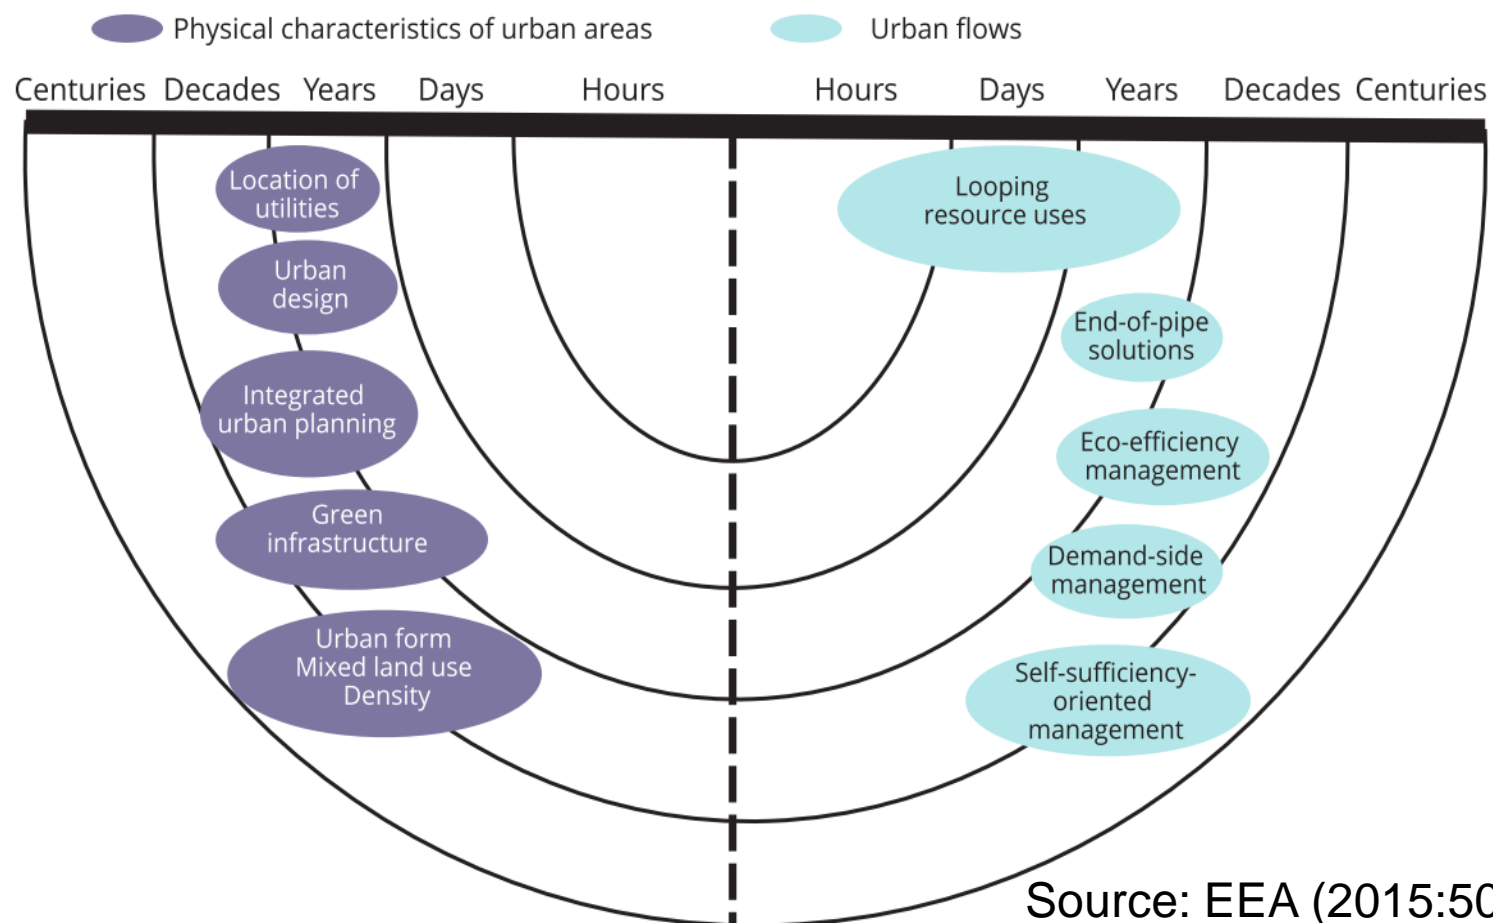 Physical characteristics of urban areas
Urban flows
Centuries Decades Years Days Hours Hours Days Years Decades Centuries
Location of
utilities
Urban
design
Integrated
urban planning
Green
infrastructure
Urban form
Mixed land use
Density
Looping
resource uses
End-of-pipe
solutions
Eco-efficiency
management
Demand-side
management
Self-sufficiency-
oriented
management
Source: EEA (2015:50